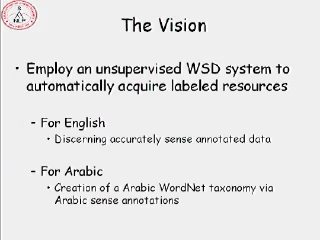 The Vision
• Employ an unsupervised WSD system to
automatically acquire labeled resources
– For English
• Discerning accurately sense annotated data
– For Arabic
• Creation of a Arabic WordNet taxonomy via
Arabic sense annotations